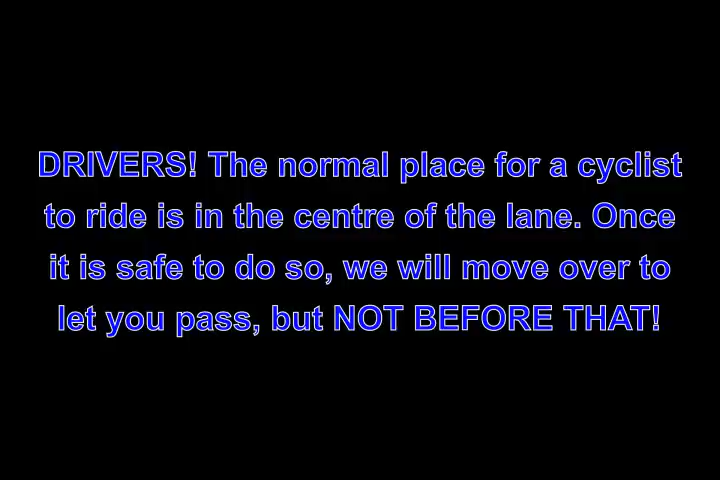 DRIVERS! The normal place for a cyclist
to ride is in the centre of the lane. Once
it is safe to do so, we will move over to
let you pass, but NOT BEFORE THAT!